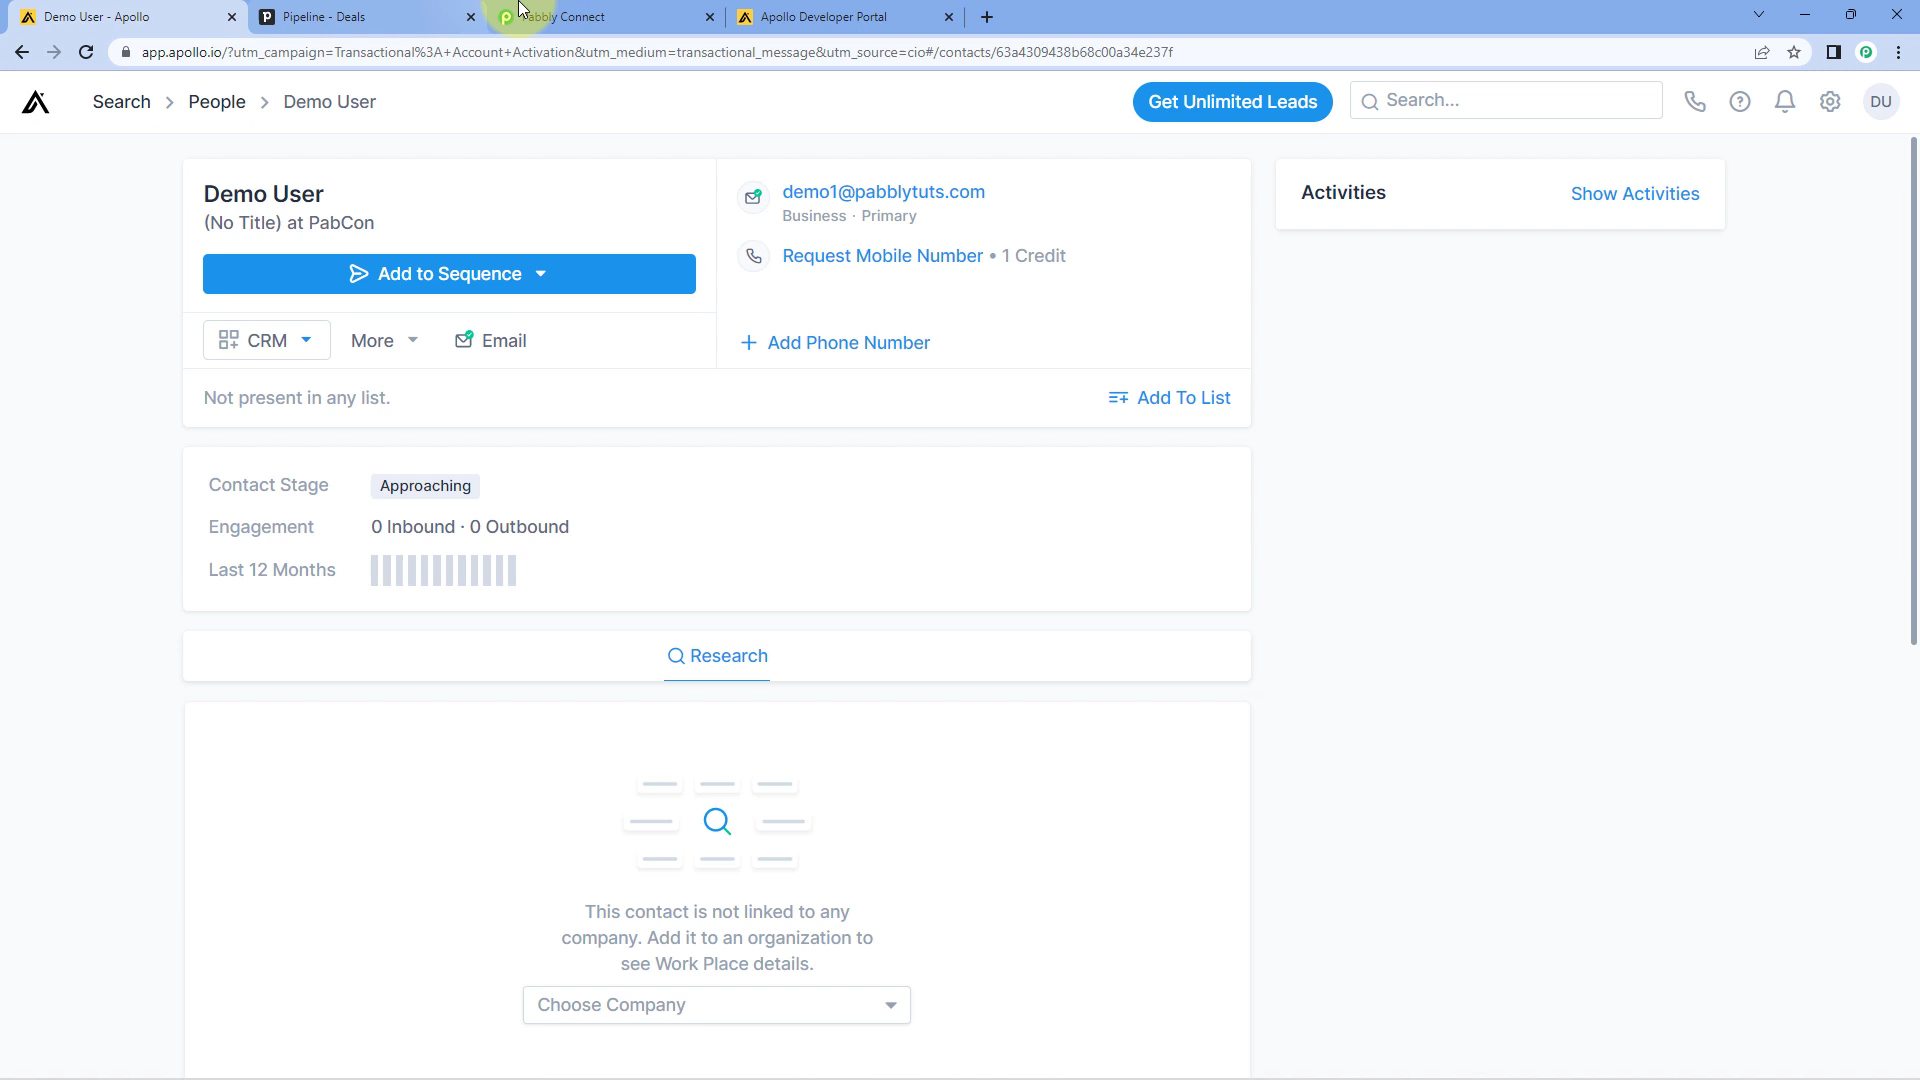 Demo User - Apollo
Pipeline - Deals
Connect
Apollo Developer Portal
app.apollo.io/?utm_campaign=Transactional%3A+Account+Activation&utm_medium=transactional_message&utm_source=cio#/contacts/63a4309438b68c00a34e237f
Search > People > Demo User
Get Unlimited Leads
Search...
DU
Demo User
(No Title) at PabCon
Add to Sequence
CRM
More
Email
demo1@pabblytuts.com
Business · Primary
Request Mobile Number • 1 Credit
+ Add Phone Number
Not present in any list.
Add To List
Activities
Show Activities
Contact Stage
Approaching
Engagement
0 Inbound · 0 Outbound
Last 12 Months
Research
This contact is not linked to any
company. Add it to an organization to
see Work Place details.
Choose Company